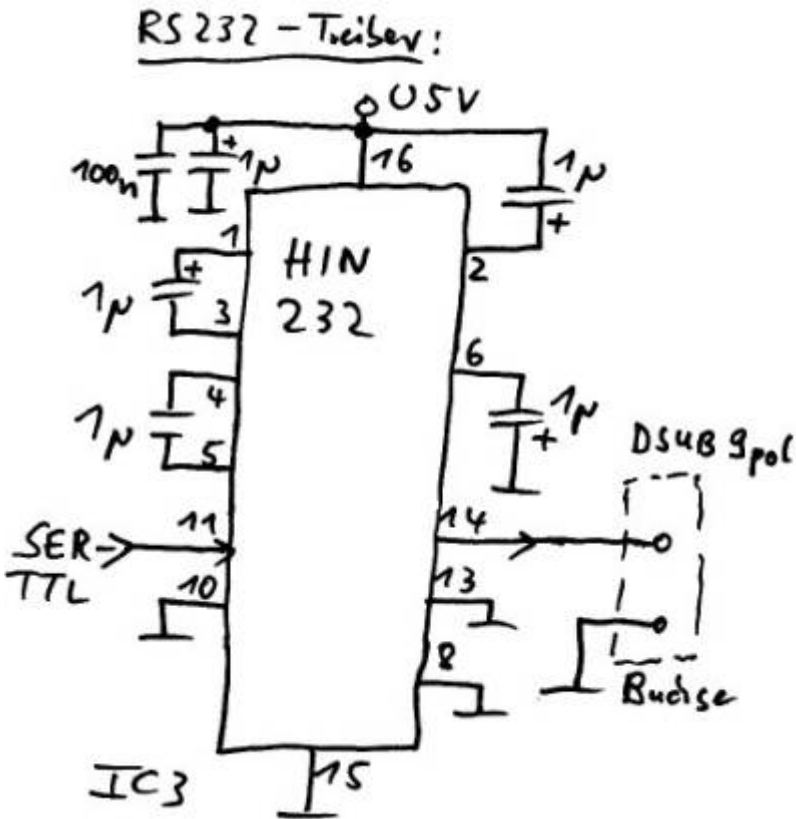 RS232 - Treiber:
U5V
100n
+
1µ
16
1µ
+
1
HIN
232
2
1µ
+
3
6
1µ
4
5
1µ
+
DSUB 9pol
SER
TTL
11
14
10
13
8
Buchse
IC3
15